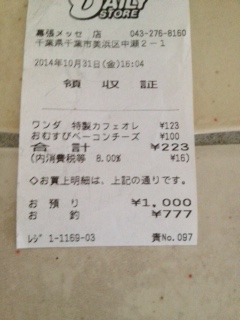 DAILY
STORE
幕張メッセ 店 043-276-8160
千葉県千葉市美浜区中瀬2-1
2014年10月31日(金)16:04
領収証
ワンダ 特製カフェオレ ¥123
おむすびベーコンチーズ ¥100
合計 ¥223
(内消費税等 8.00% ¥16)
◇お買上明細は、上記の通りです。
お預り ¥1,000
お釣 ¥777
レジ 1-1169-03 責No.097